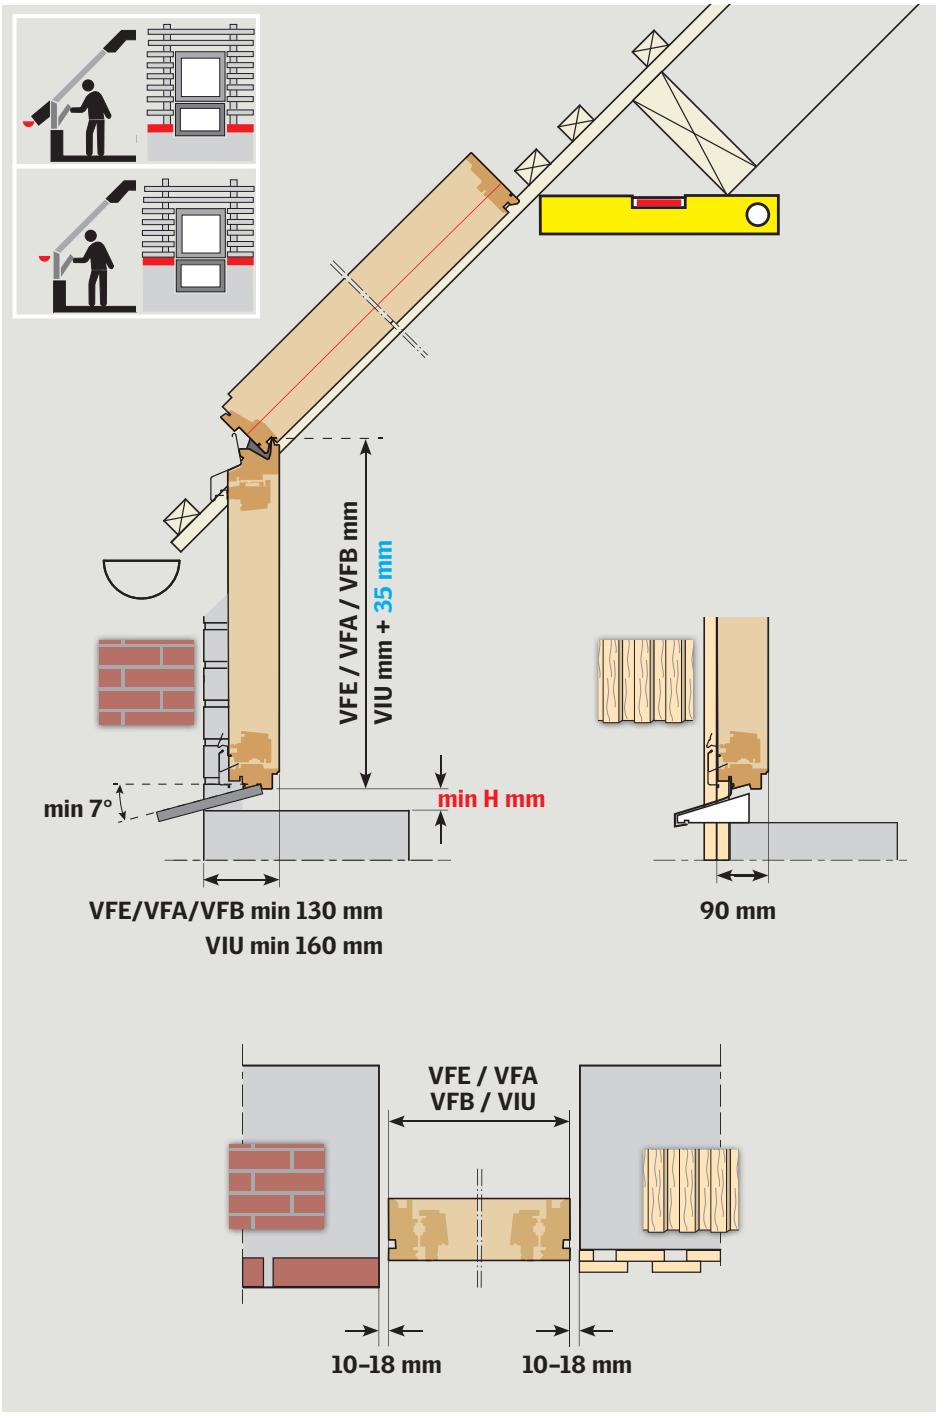 VFE / VFA / VFB mm
VIU mm + 35 mm
min 7°
min H mm
VFE/VFA/VFB min 130 mm
VIU min 160 mm
90 mm
VFE / VFA
VFB / VIU
10–18 mm
10–18 mm